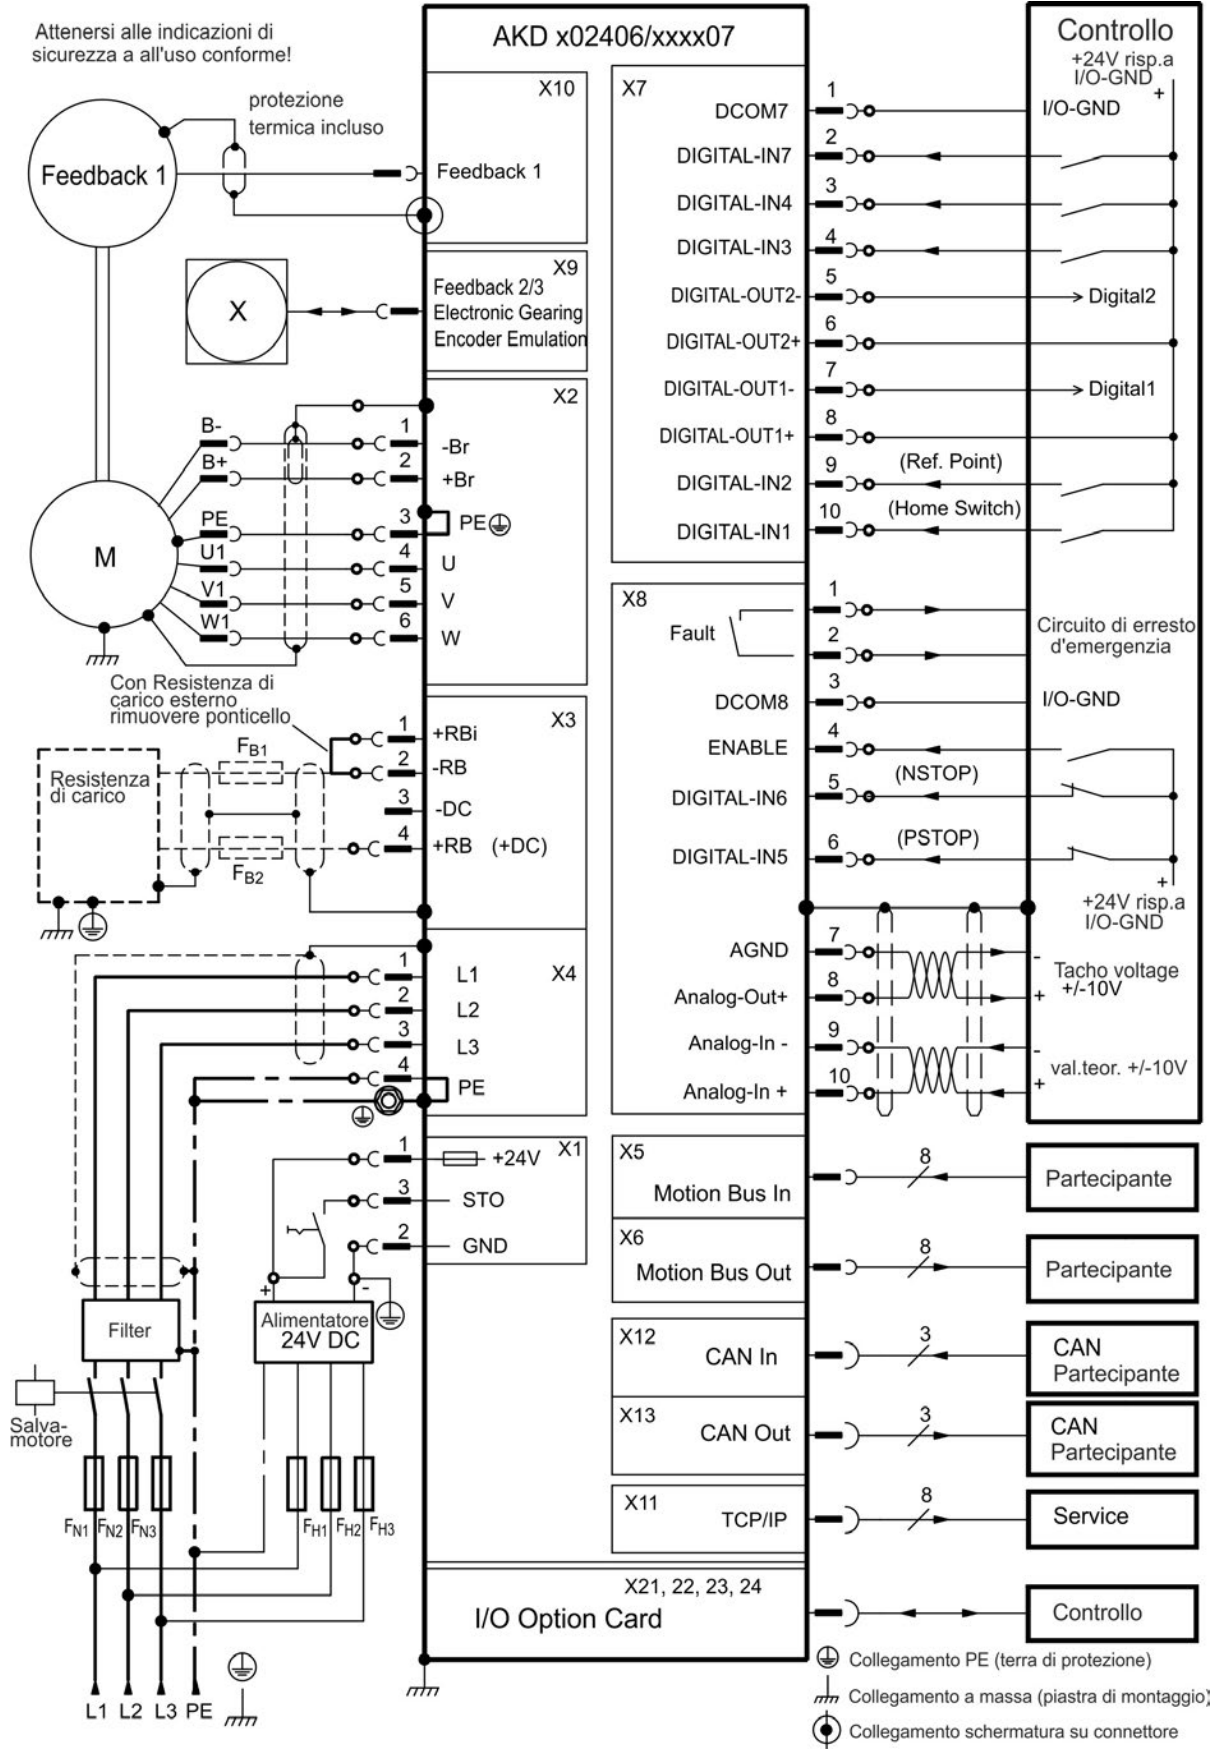 Attenersi alle indicazioni di
sicurezza a all'uso conforme!
AKD x02406/xxxx07
Controllo
+24V risp.a
I/O-GND
+
protezione
termica incluso
Feedback 1
X10
Feedback 1
X
X9
Feedback 2/3
Electronic Gearing
Encoder Emulation
X2
B-
1
-Br
B+
2
+Br
PE
3
PE
U1
4
U
V1
5
V
W1
6
W
M
Con Resistenza di
carico esterno
rimuovere ponticello
X3
1
+RBi
2
-RB
3
-DC
4
+RB (+DC)
FB1
FB2
Resistenza
di carico
X4
1
L1
2
L2
3
L3
4
PE
X1
1
+24V
3
STO
2
GND
+
-
Alimentatore
24V DC
Filter
Salva-
motore
FN1 FN2 FN3
FH1 FH2 FH3
L1 L2 L3 PE
X7
DCOM7
1
I/O-GND
DIGITAL-IN7
2
DIGITAL-IN4
3
DIGITAL-IN3
4
DIGITAL-OUT2-
5
Digital2
DIGITAL-OUT2+
6
DIGITAL-OUT1-
7
Digital1
DIGITAL-OUT1+
8
DIGITAL-IN2
9
(Ref. Point)
DIGITAL-IN1
10
(Home Switch)
X8
Fault
1
2
Circuito di erresto
d'emergenzia
DCOM8
3
I/O-GND
ENABLE
4
DIGITAL-IN6
5
(NSTOP)
DIGITAL-IN5
6
(PSTOP)
+
+24V risp.a
I/O-GND
AGND
7
-
Tacho voltage
+/-10V
Analog-Out+
8
+
Analog-In -
9
-
val.teor. +/-10V
Analog-In +
10
+
X5
Motion Bus In
8
Partecipante
X6
Motion Bus Out
8
Partecipante
X12
CAN In
3
CAN
Partecipante
X13
CAN Out
3
CAN
Partecipante
X11
TCP/IP
8
Service
X21, 22, 23, 24
I/O Option Card
Controllo
Collegamento PE (terra di protezione)
Collegamento a massa (piastra di montaggio)
Collegamento schermatura su connettore